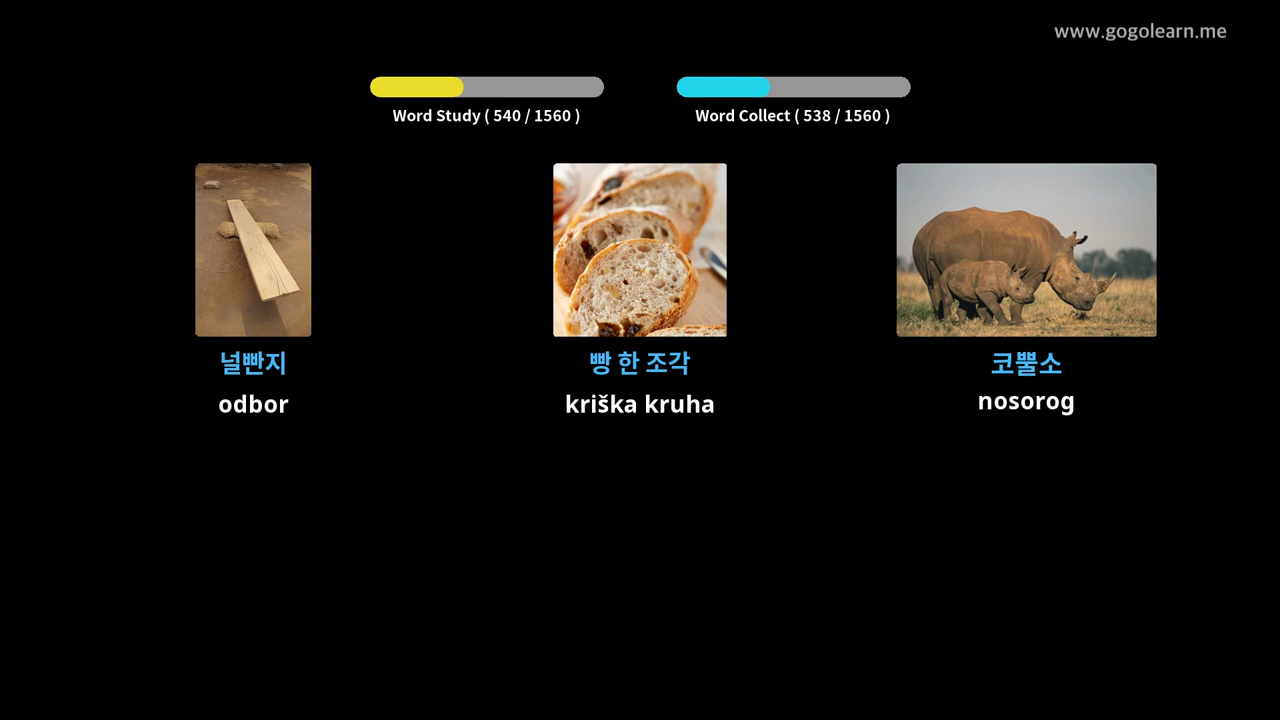 www.gogolearn.me
Word Study ( 540 / 1560 )
Word Collect ( 538 / 1560 )
널빤지
odbor
빵 한 조각
kriška kruha
코뿔소
nosorog